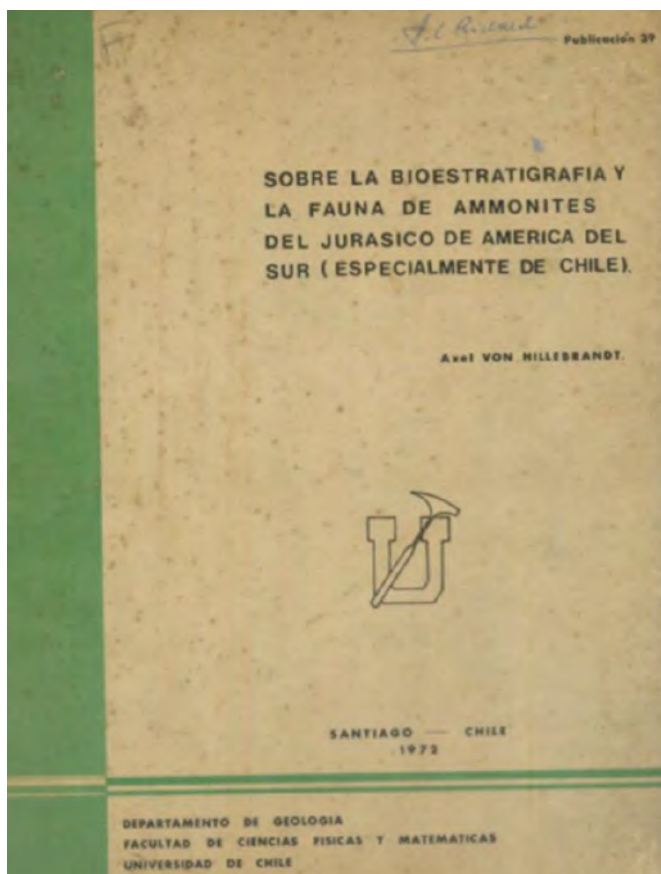 F
Publicación 39
SOBRE LA BIOESTRATIGRAFIA Y
LA FAUNA DE AMMONITES
DEL JURASICO DE AMERICA DEL
SUR (ESPECIALMENTE DE CHILE).
Axel VON HILLEBRANDT.
U
SANTIAGO — CHILE
1972
DEPARTAMENTO DE GEOLOGIA
FACULTAD DE CIENCIAS FISICAS Y MATEMATICAS
UNIVERSIDAD DE CHILE